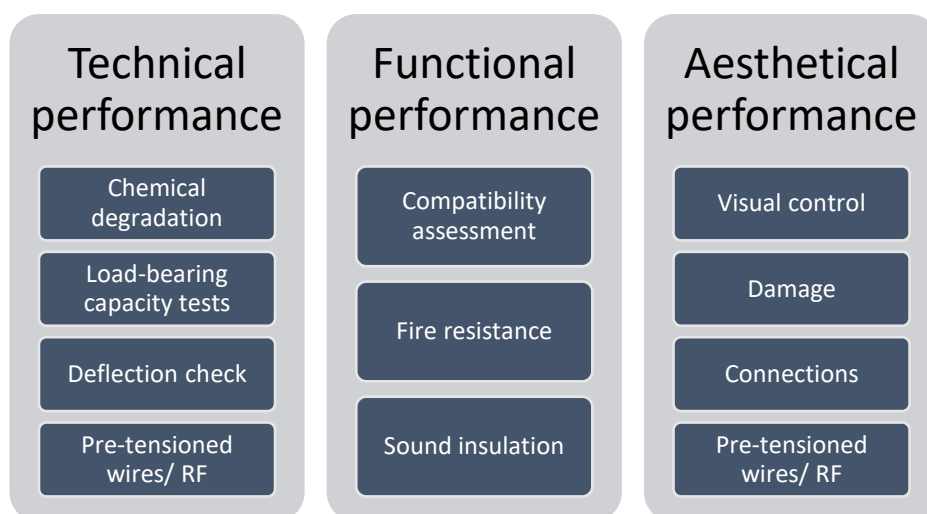 Technical
performance
Chemical
degradation
Load-bearing
capacity tests
Deflection check
Pre-tensioned
wires/ RF
Functional
performance
Compatibility
assessment
Fire resistance
Sound insulation
Aesthetical
performance
Visual control
Damage
Connections
Pre-tensioned
wires/ RF